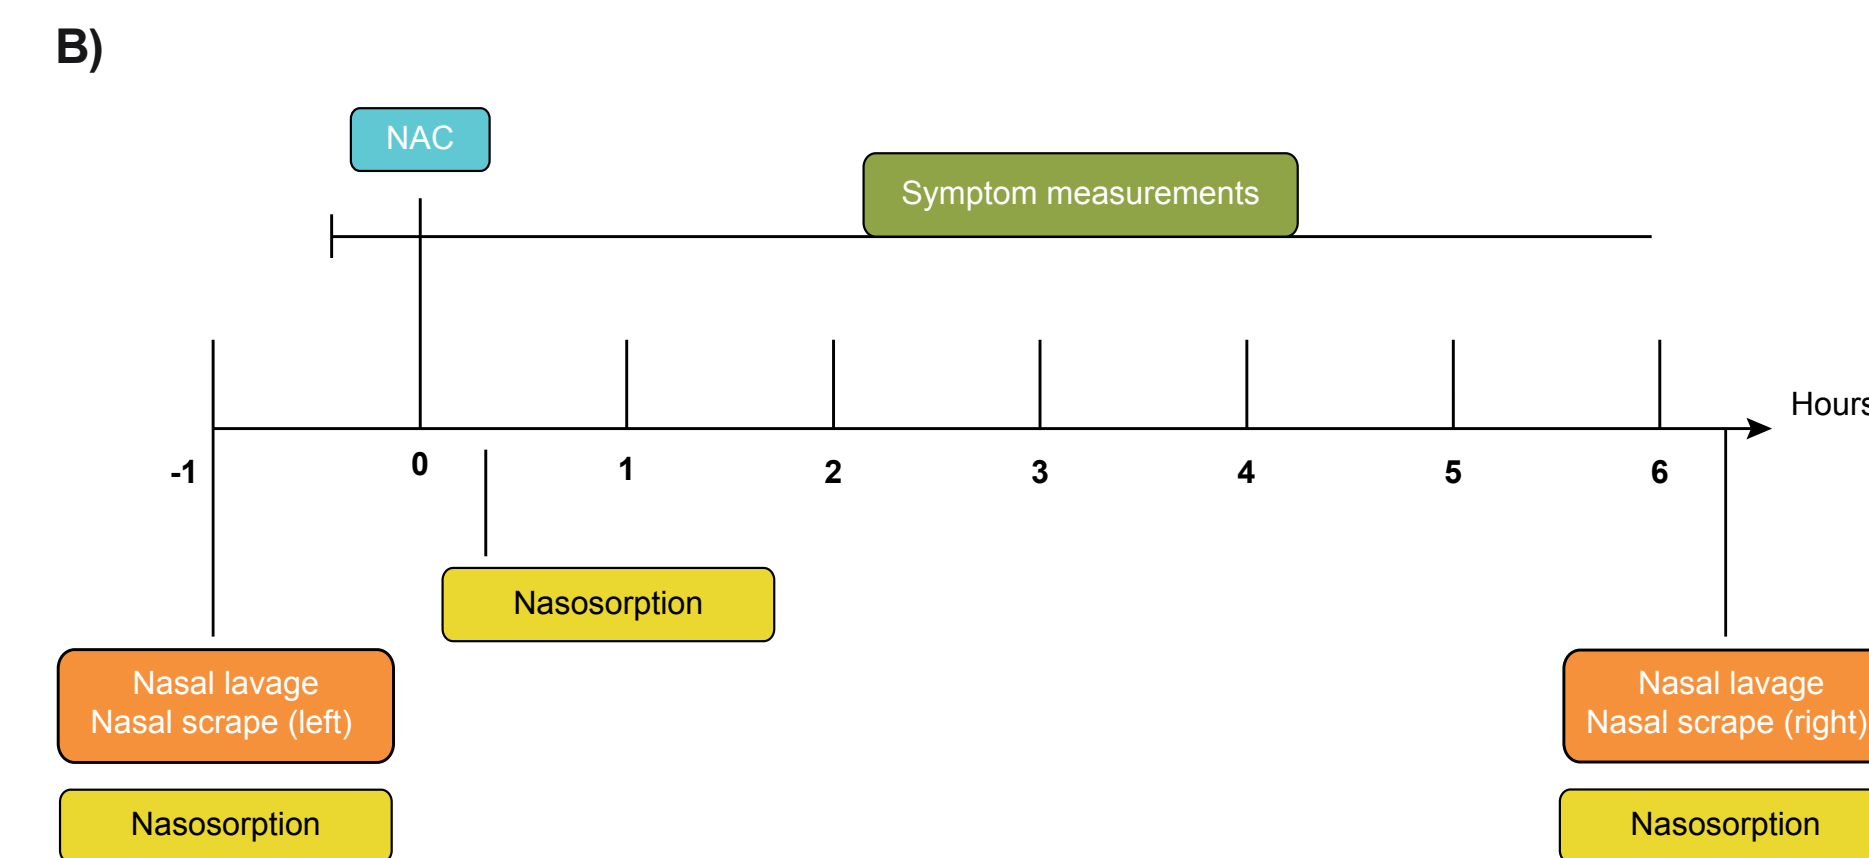 B)
NAC
Symptom measurements
Hours
-1
0
1
2
3
4
5
6
Nasosorption
Nasal lavage
Nasal scrape (left)
Nasal lavage
Nasal scrape (right)
Nasosorption
Nasosorption